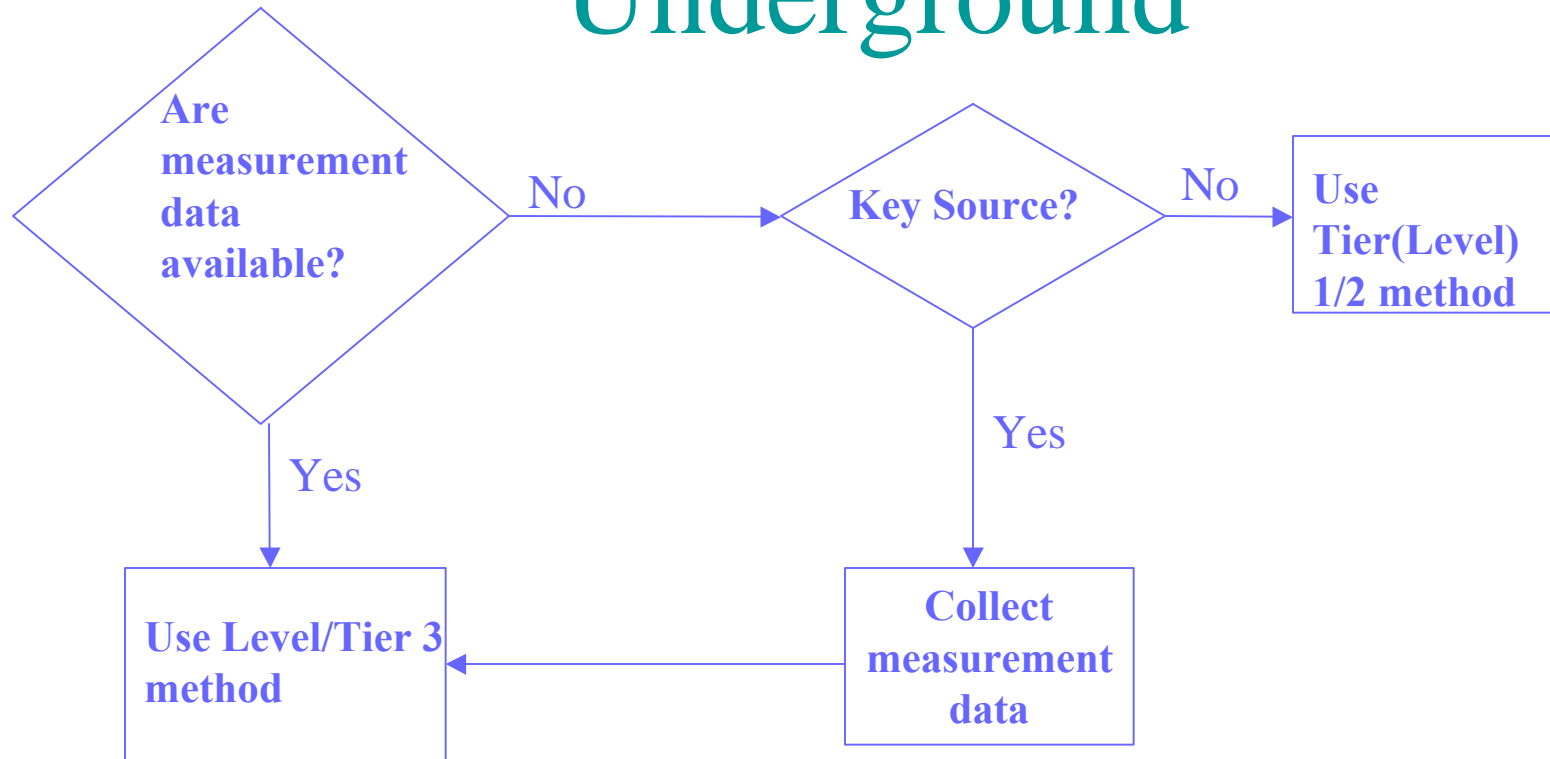 Underground
Are
measurement
data
available?
No
Key Source?
No
Use
Tier(Level)
1/2 method
Yes
Yes
Use Level/Tier 3
method
Collect
measurement
data